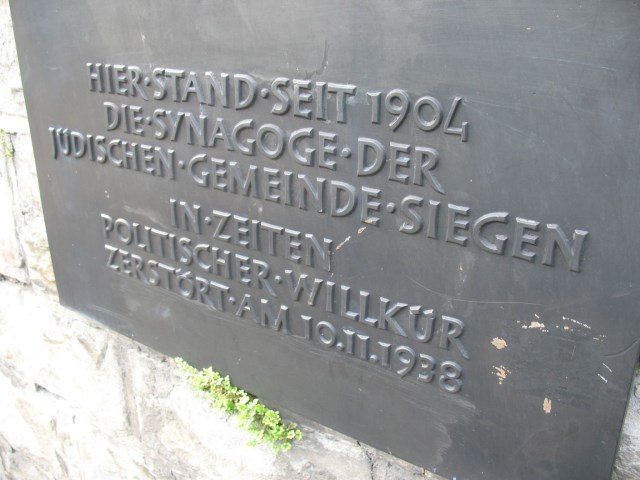 HIER·STAND·SEIT 1904
DIE·SYNAGOGE·DER
JÜDISCHEN·GEMEINDE·SIEGEN
IN·ZEITEN
POLITISCHER·WILLKÜR
ZERSTÖRT·AM 10.11.1938